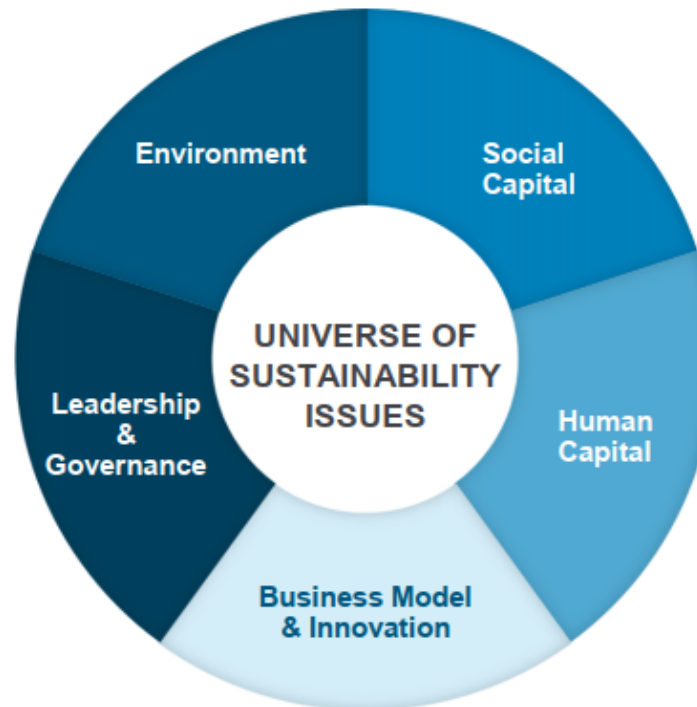 Environment
Social
Capital
UNIVERSE OF
SUSTAINABILITY
ISSUES
Leadership
&
Governance
Human
Capital
Business Model
& Innovation